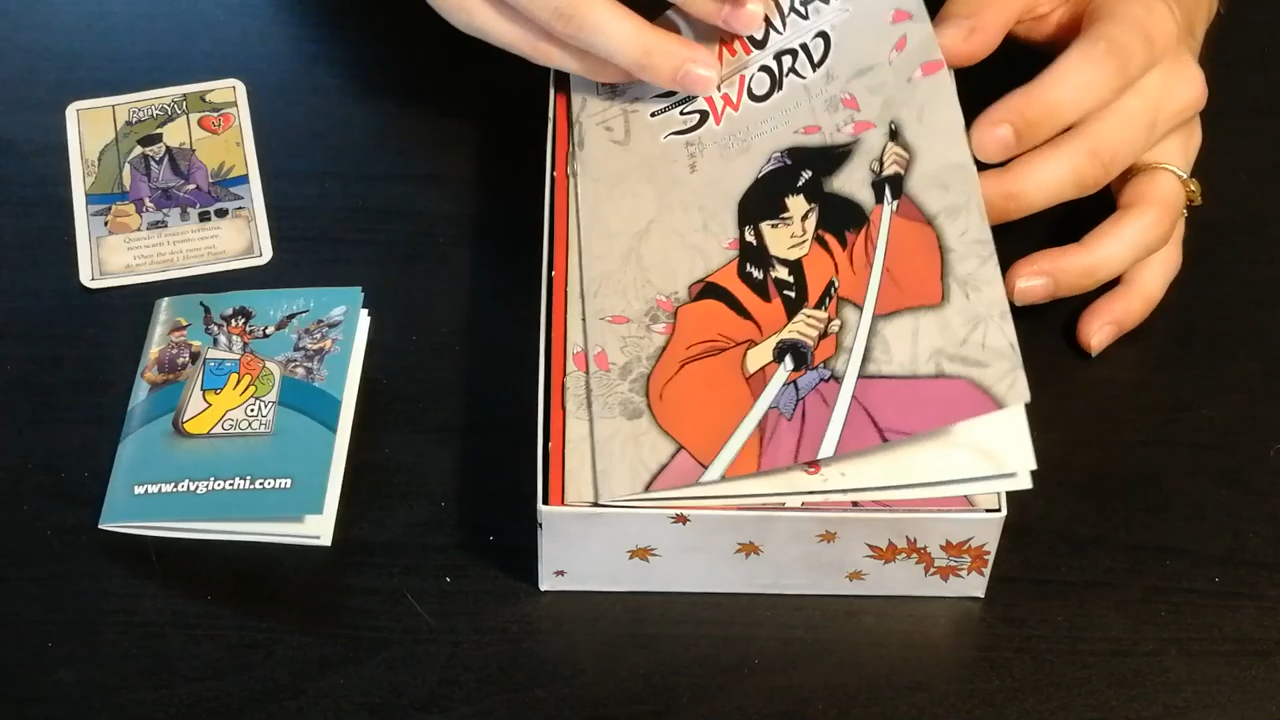 RIKYŪ
4
Quando il mazzo termina,
non scarti 1 punto onore.
When the deck runs out,
do not discard 1 Honor Point.
dV
GIOCHI
www.dvgiochi.com
SWORD